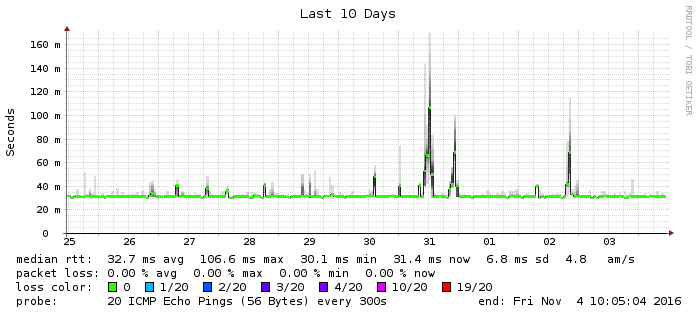 Last 10 Days
RRDTOOL / TOBI OETIKER
Seconds
160 m
140 m
120 m
100 m
80 m
60 m
40 m
20 m
0
25 26 27 28 29 30 31 01 02 03
median rtt: 32.7 ms avg 106.6 ms max 30.1 ms min 31.4 ms now 6.8 ms sd 4.8 am/s
packet loss: 0.00 % avg 0.00 % max 0.00 % min 0.00 % now
loss color: 0 1/20 2/20 3/20 4/20 10/20 19/20
probe: 20 ICMP Echo Pings (56 Bytes) every 300s end: Fri Nov 4 10:05:04 2016